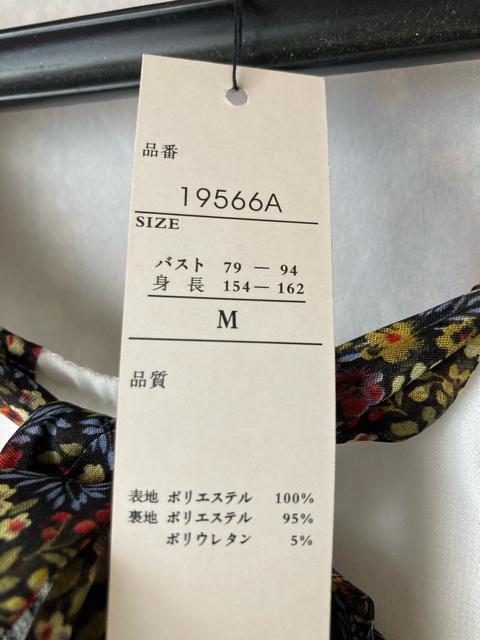 品番
19566A
SIZE
バスト 79 — 94
身 長 154 — 162
M
品質
表地 ポリエステル 100%
裏地 ポリエステル 95%
ポリウレタン 5%